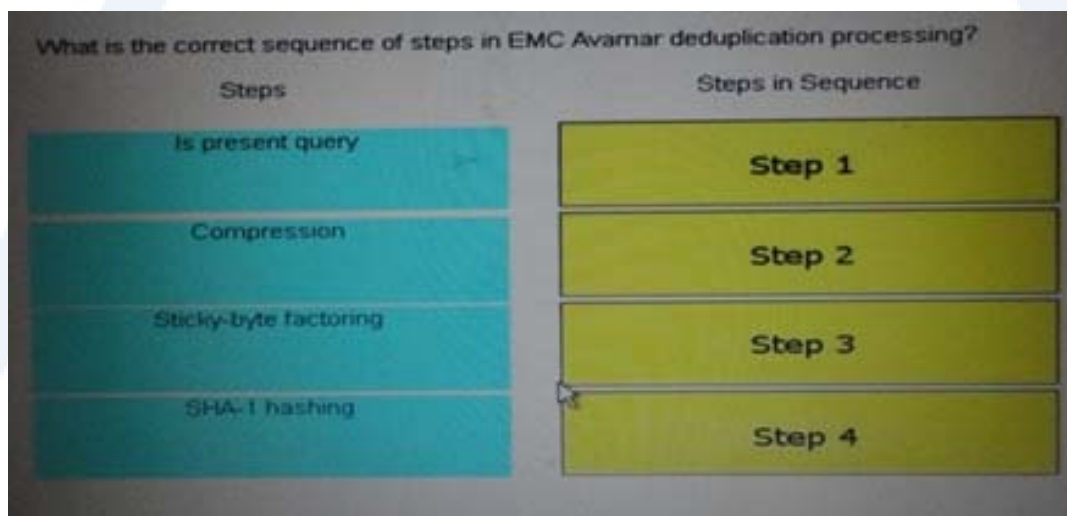 What is the correct sequence of steps in EMC Avamar deduplication processing?
Steps
Steps in Sequence
Is present query
Compression
Sticky-byte factoring
SHA-1 hashing
Step 1
Step 2
Step 3
Step 4